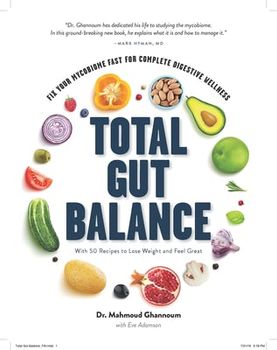 "Dr. Ghannoum has dedicated his life to studying the mycobiome.
In this ground-breaking new book, he explains what it is and how to manage it."
— MARK HYMAN, MD
FIX YOUR MYCOBIOME FAST FOR COMPLETE DIGESTIVE WELLNESS
TOTAL
GUT
BALANCE
With 50 Recipes to Lose Weight and Feel Great
Dr. Mahmoud Ghannoum
with Eve Adamson